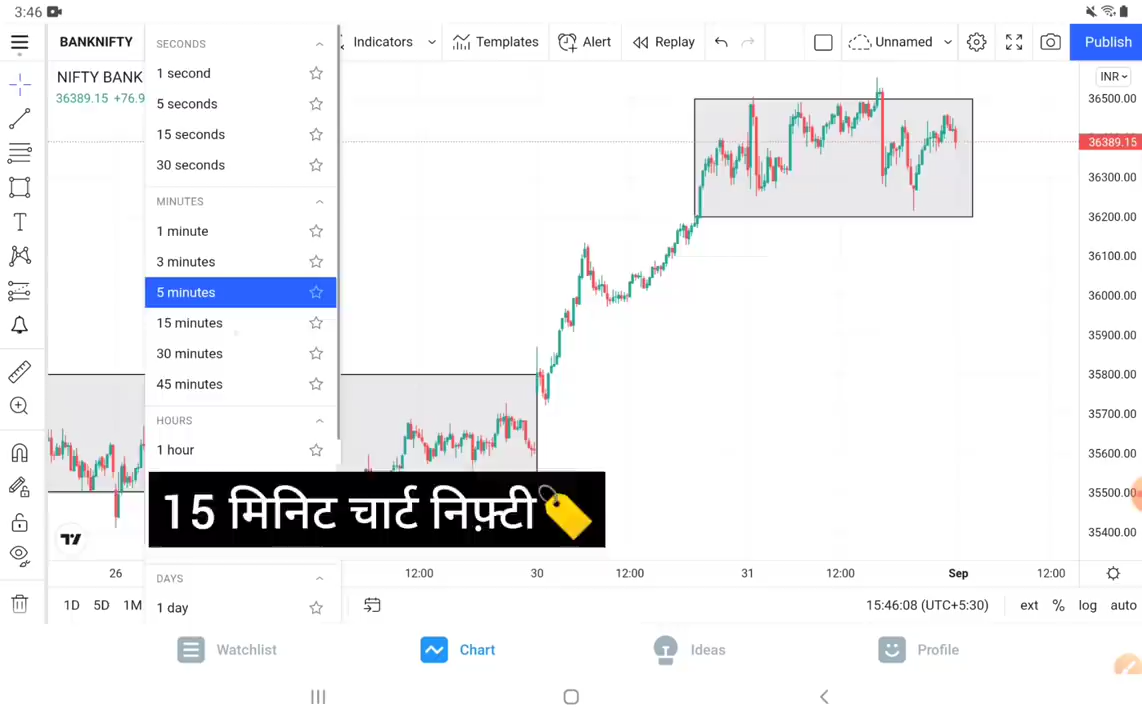 3:46
BANKNIFTY
Indicators
Templates
Alert
Replay
Unnamed
Publish
NIFTY BANK
36389.15 +76.9
SECONDS
1 second
5 seconds
15 seconds
30 seconds
MINUTES
1 minute
3 minutes
5 minutes
15 minutes
30 minutes
45 minutes
HOURS
1 hour
DAYS
1 day
15 मिनिट चार्ट निफ़्टी
INR
36500.00
36389.15
36300.00
36200.00
36100.00
36000.00
35900.00
35800.00
35700.00
35600.00
35500.00
35400.00
26
12:00
30
12:00
31
12:00
Sep
12:00
1D 5D 1M
15:46:08 (UTC+5:30)
ext % log auto
Watchlist
Chart
Ideas
Profile